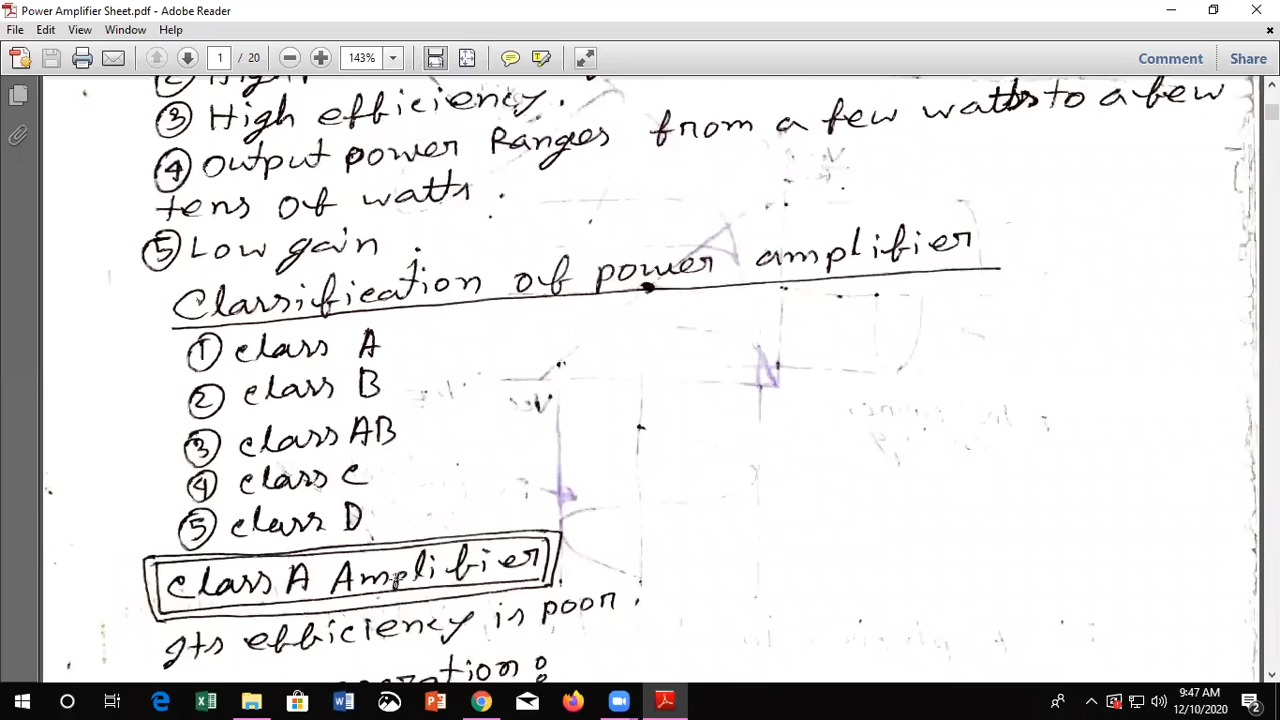 Power Amplifier Sheet.pdf - Adobe Reader
File Edit View Window Help
1 / 20 143% Comment Share
③ High efficiency.
④ Output power Ranges from a few watts to a few
tens of watts.
⑤ Low gain.
Classification of power amplifier
① class A
② class B
③ class AB
④ class C
⑤ class D
class A Amplifier
Its efficiency is poor.
9:47 AM
12/10/2020